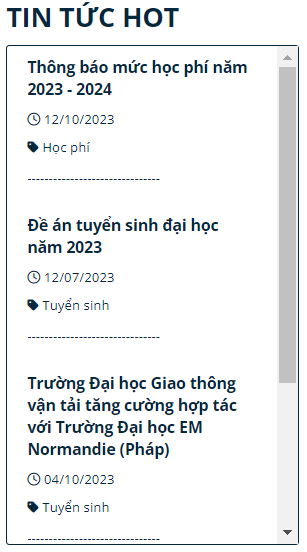 TIN TỨC HOT
Thông báo mức học phí năm
2023 - 2024
12/10/2023
Học phí
-------------------------------
Đề án tuyển sinh đại học
năm 2023
12/07/2023
Tuyển sinh
-------------------------------
Trường Đại học Giao thông
vận tải tăng cường hợp tác
với Trường Đại học EM
Normandie (Pháp)
04/10/2023
Tuyển sinh
-------------------------------